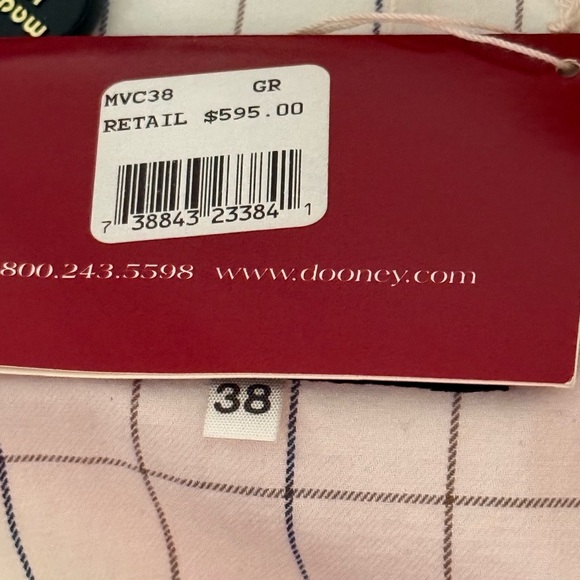 MVC38 GR
RETAIL $595.00
7 38843 23384 1
800.243.5598 www.dooney.com
38